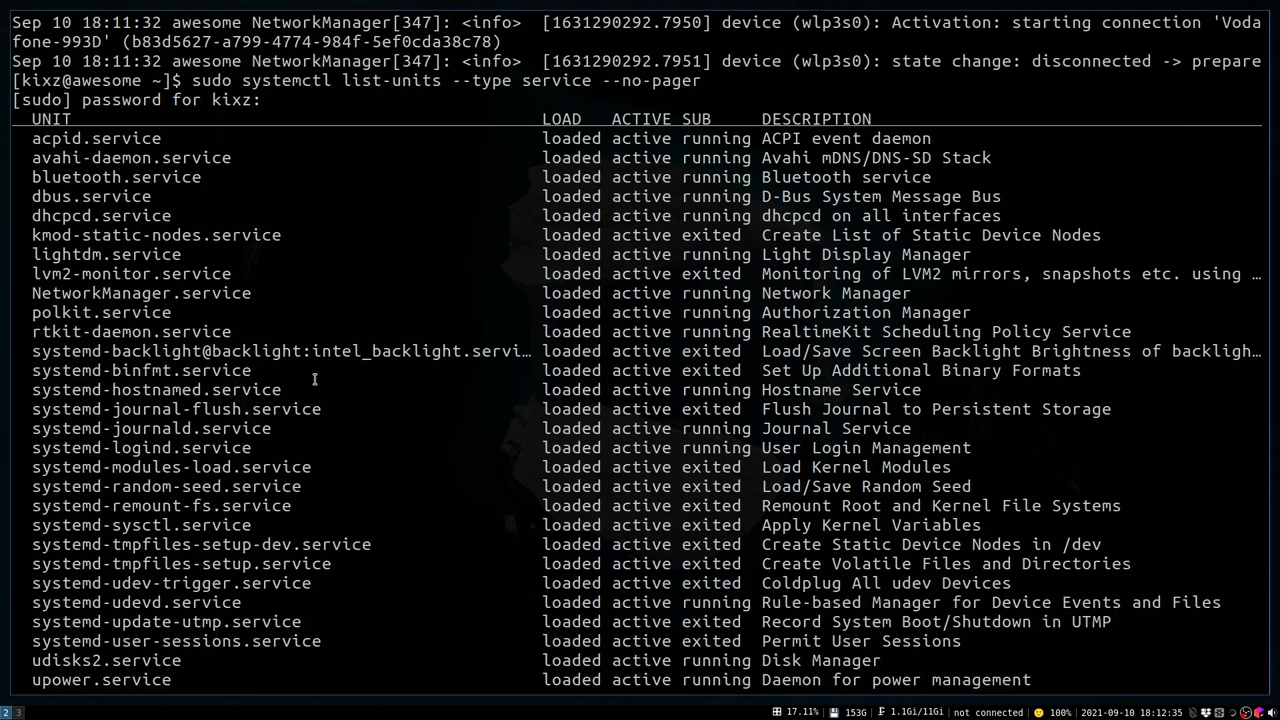 Sep 10 18:11:32 awesome NetworkManager[347]: <info>  [1631290292.7950] device (wlp3s0): Activation: starting connection 'Voda
fone-993D' (b83d5627-a799-4774-984f-5ef0cda38c78)
Sep 10 18:11:32 awesome NetworkManager[347]: <info>  [1631290292.7951] device (wlp3s0): state change: disconnected -> prepare
[kixz@awesome ~]$ sudo systemctl list-units --type service --no-pager
[sudo] password for kixz:
UNIT LOAD ACTIVE SUB DESCRIPTION
acpid.service loaded active running ACPI event daemon
avahi-daemon.service loaded active running Avahi mDNS/DNS-SD Stack
bluetooth.service loaded active running Bluetooth service
dbus.service loaded active running D-Bus System Message Bus
dhcpcd.service loaded active running dhcpcd on all interfaces
kmod-static-nodes.service loaded active exited Create List of Static Device Nodes
lightdm.service loaded active running Light Display Manager
lvm2-monitor.service loaded active exited Monitoring of LVM2 mirrors, snapshots etc. using …
NetworkManager.service loaded active running Network Manager
polkit.service loaded active running Authorization Manager
rtkit-daemon.service loaded active running RealtimeKit Scheduling Policy Service
systemd-backlight@backlight:intel_backlight.servi… loaded active exited Load/Save Screen Backlight Brightness of backligh…
systemd-binfmt.service loaded active exited Set Up Additional Binary Formats
systemd-hostnamed.service loaded active running Hostname Service
systemd-journal-flush.service loaded active exited Flush Journal to Persistent Storage
systemd-journald.service loaded active running Journal Service
systemd-logind.service loaded active running User Login Management
systemd-modules-load.service loaded active exited Load Kernel Modules
systemd-random-seed.service loaded active exited Load/Save Random Seed
systemd-remount-fs.service loaded active exited Remount Root and Kernel File Systems
systemd-sysctl.service loaded active exited Apply Kernel Variables
systemd-tmpfiles-setup-dev.service loaded active exited Create Static Device Nodes in /dev
systemd-tmpfiles-setup.service loaded active exited Create Volatile Files and Directories
systemd-udev-trigger.service loaded active exited Coldplug All udev Devices
systemd-udevd.service loaded active running Rule-based Manager for Device Events and Files
systemd-update-utmp.service loaded active exited Record System Boot/Shutdown in UTMP
systemd-user-sessions.service loaded active exited Permit User Sessions
udisks2.service loaded active running Disk Manager
upower.service loaded active running Daemon for power management
2 3 17.11% 153G 1.1Gi/11Gi not connected 100% 2021-09-10 18:12:35